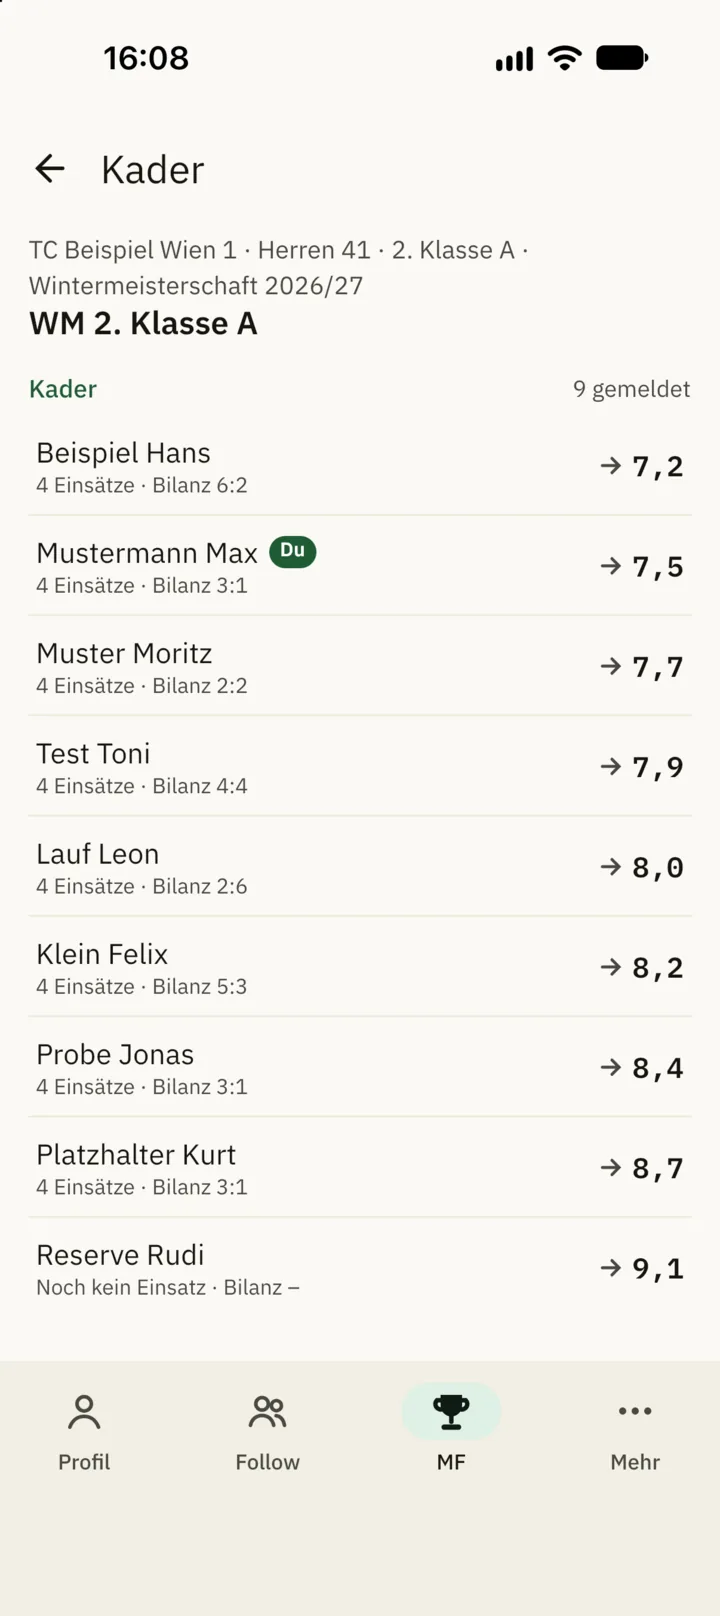 16:08
Kader
TC Beispiel Wien 1 · Herren 41 · 2. Klasse A ·
Wintermeisterschaft 2026/27
WM 2. Klasse A
Kader 9 gemeldet
Beispiel Hans
4 Einsätze · Bilanz 6:2
→ 7,2
Mustermann Max Du
4 Einsätze · Bilanz 3:1
→ 7,5
Muster Moritz
4 Einsätze · Bilanz 2:2
→ 7,7
Test Toni
4 Einsätze · Bilanz 4:4
→ 7,9
Lauf Leon
4 Einsätze · Bilanz 2:6
→ 8,0
Klein Felix
4 Einsätze · Bilanz 5:3
→ 8,2
Probe Jonas
4 Einsätze · Bilanz 3:1
→ 8,4
Platzhalter Kurt
4 Einsätze · Bilanz 3:1
→ 8,7
Reserve Rudi
Noch kein Einsatz · Bilanz –
→ 9,1
Profil Follow MF Mehr